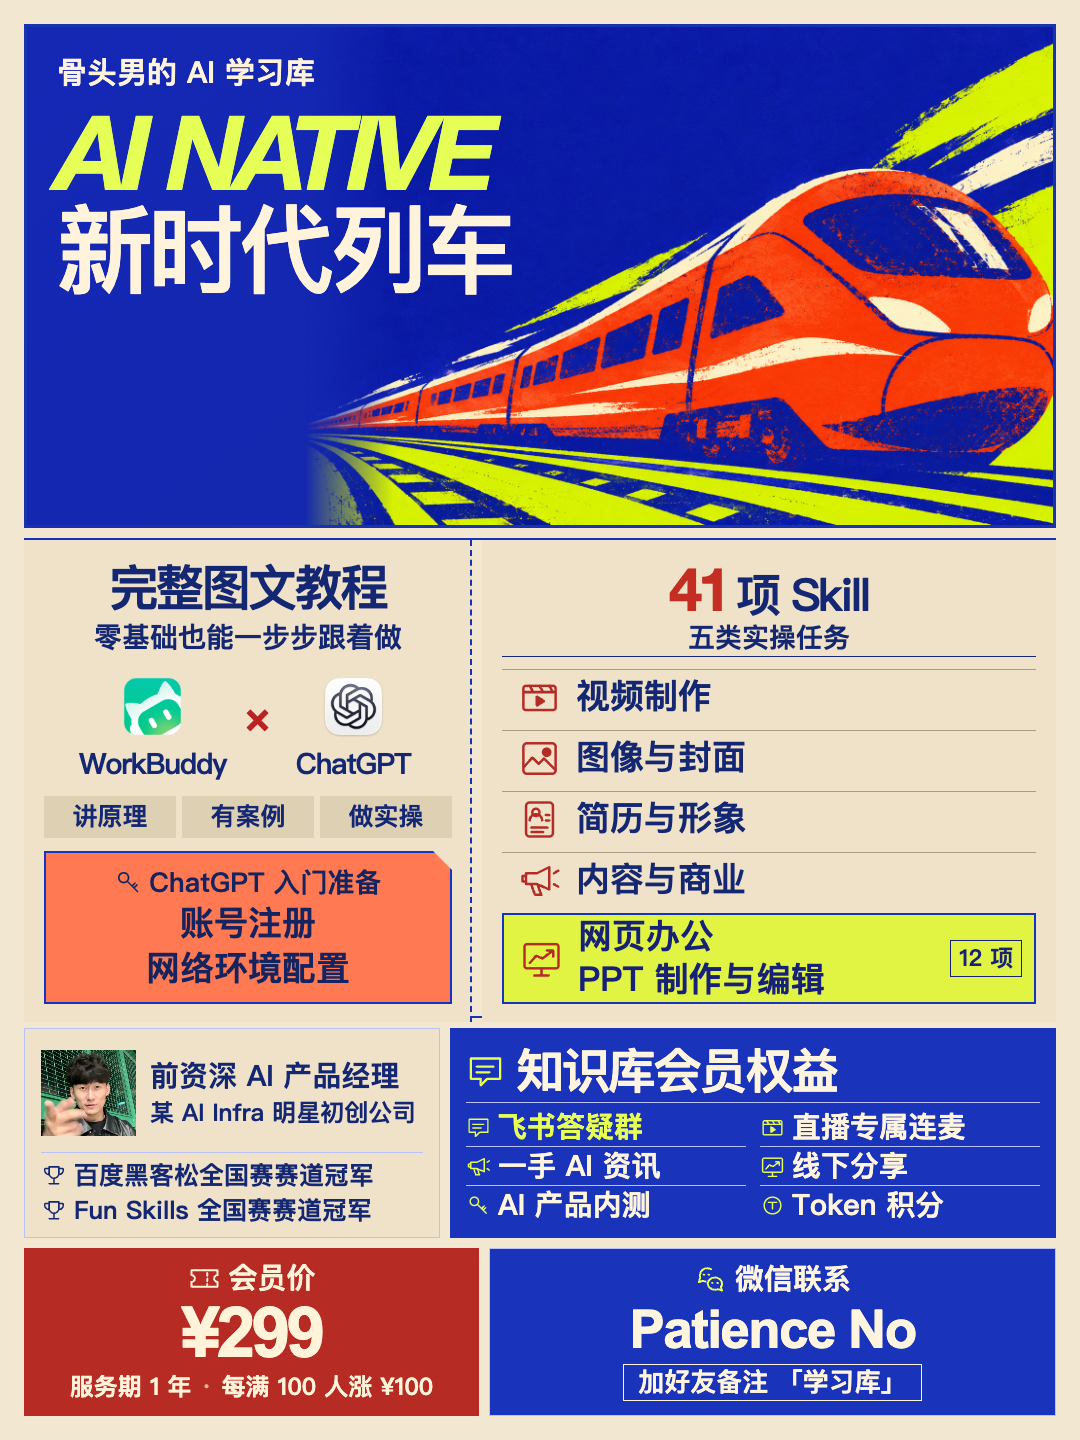 骨头男的 AI 学习库
AI NATIVE
新时代列车
完整图文教程
零基础也能一步步跟着做
WorkBuddy × ChatGPT
讲原理 有案例 做实操
ChatGPT 入门准备
账号注册
网络环境配置
41 项 Skill
五类实操任务
视频制作
图像与封面
简历与形象
内容与商业
网页办公
PPT 制作与编辑
12 项
前资深 AI 产品经理
某 AI Infra 明星初创公司
百度黑客松全国赛赛道冠军
Fun Skills 全国赛赛道冠军
知识库会员权益
飞书答疑群 直播专属连麦
一手 AI 资讯 线下分享
AI 产品内测 Token 积分
会员价
¥299
服务期 1 年 · 每满 100 人涨 ¥100
微信联系
Patience No
加好友备注 「学习库」